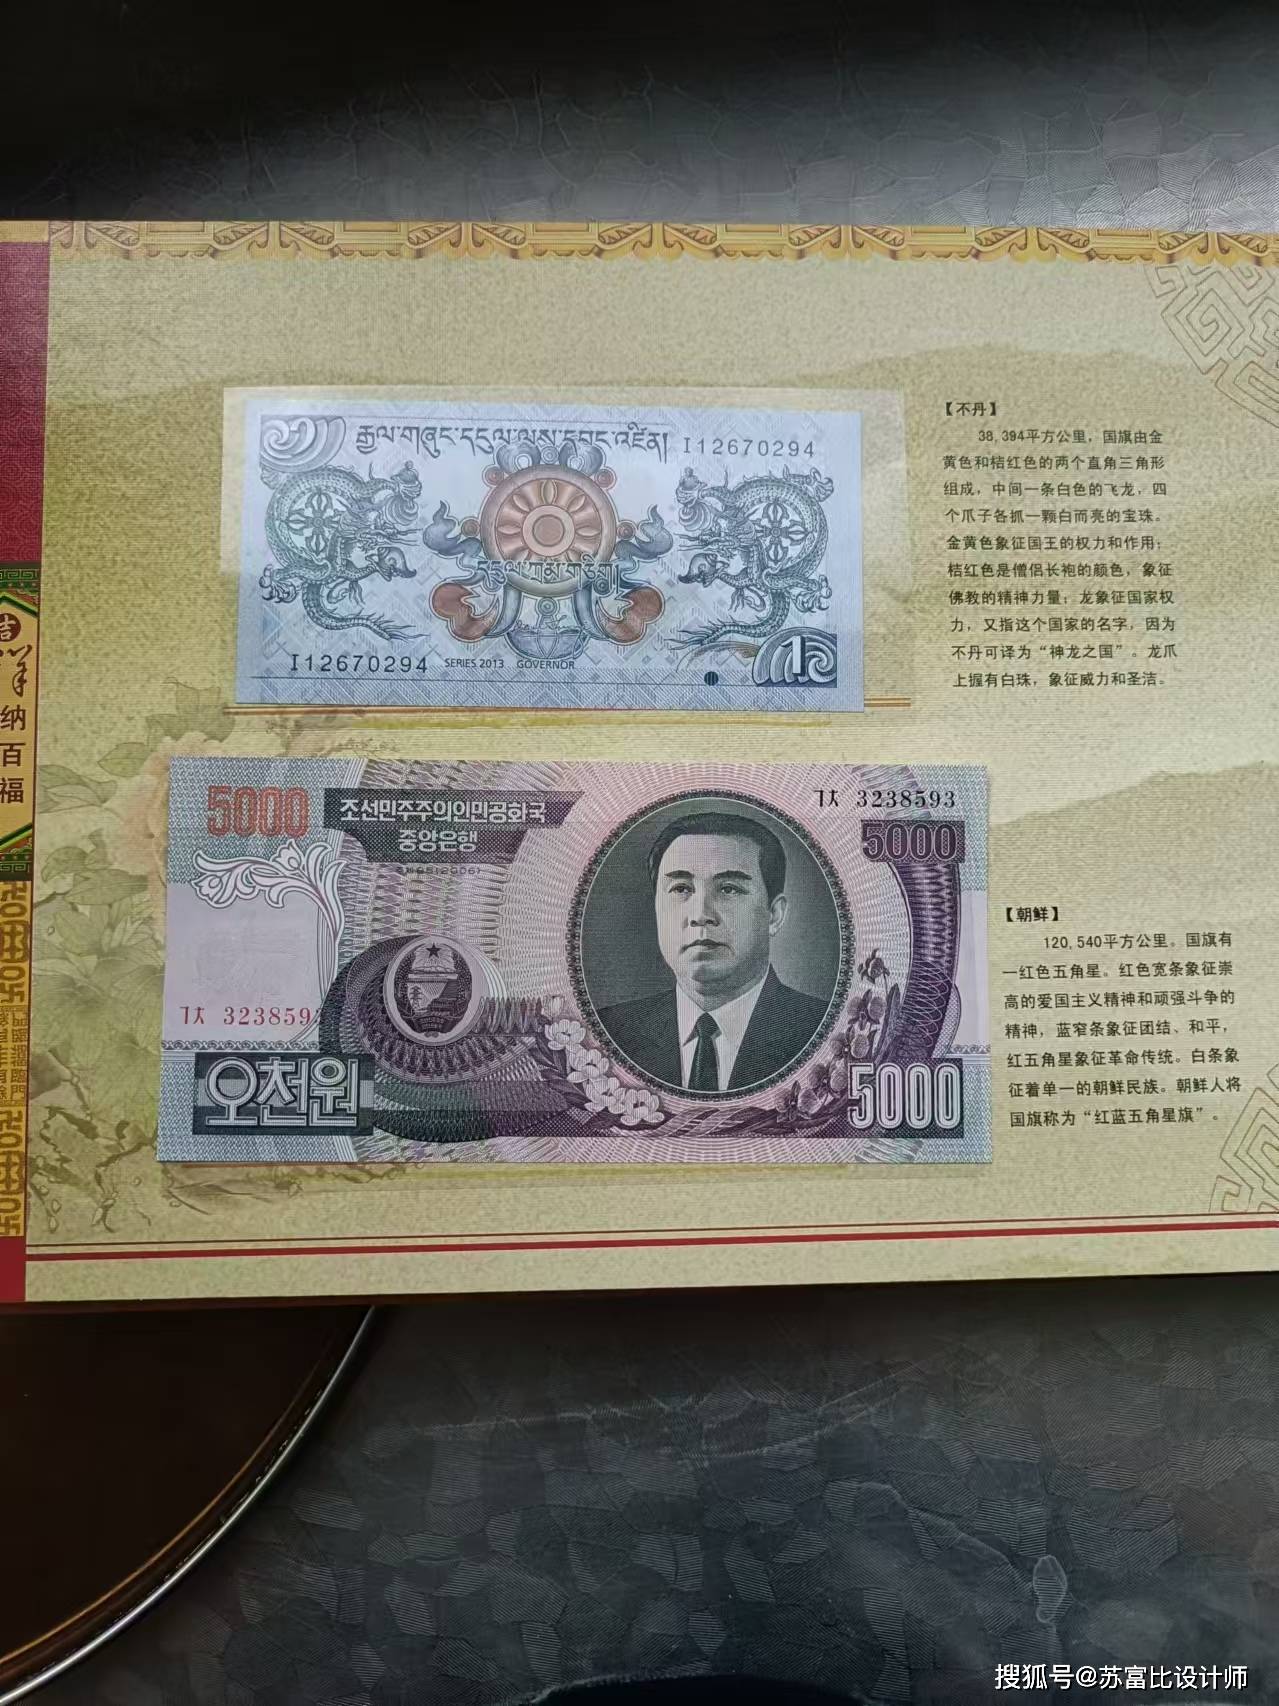 རྒྱལ་གཞུང་དངུལ་ལས་དབང་འཛིན།
I12670294
དངུལ་ཀྲམ་གཅིག།
I12670294 SERIES 2013 GOVERNOR
1
【不丹】
38,394平方公里，国旗由金
黄色和桔红色的两个直角三角形
组成，中间一条白色的飞龙，四
个爪子各抓一颗白而亮的宝珠。
金黄色象征国王的权力和作用；
桔红色是僧侣长袍的颜色，象征
佛教的精神力量；龙象征国家权
力，又指这个国家的名字，因为
不丹可译为“神龙之国”。龙爪
上握有白珠，象征威力和圣洁。
吉
祥
纳
百
福
5000
조선민주주의인민공화국
중앙은행
ㄱㅈ 3238593
5000
ㄱㅈ 3238593
오천원
5000
【朝鲜】
120,540平方公里。国旗有
一红色五角星。红色宽条象征崇
高的爱国主义精神和顽强斗争的
精神，蓝窄条象征团结、和平，
红五角星象征革命传统。白条象
征着单一的朝鲜民族。朝鲜人将
国旗称为“红蓝五角星旗”。
搜狐号@苏富比设计师